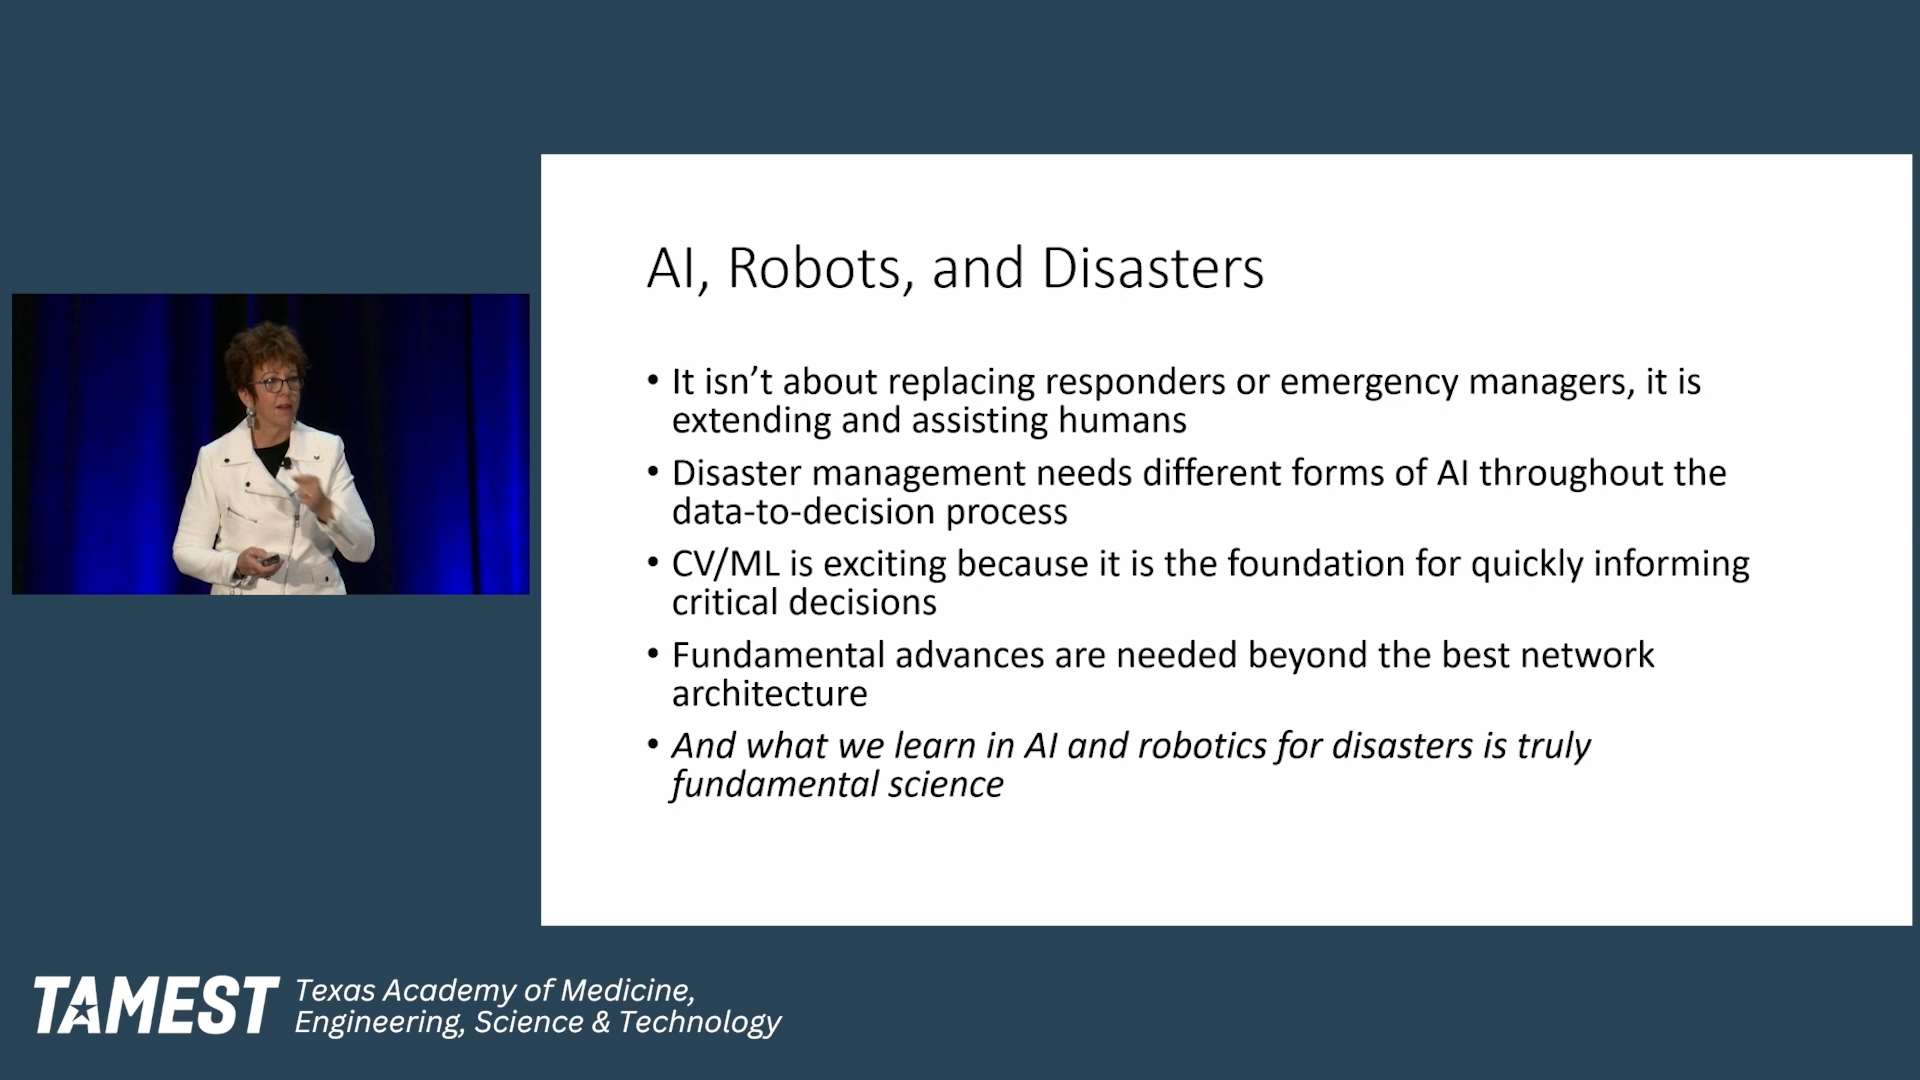 AI, Robots, and Disasters
• It isn’t about replacing responders or emergency managers, it is
extending and assisting humans
• Disaster management needs different forms of AI throughout the
data-to-decision process
• CV/ML is exciting because it is the foundation for quickly informing
critical decisions
• Fundamental advances are needed beyond the best network
architecture
• And what we learn in AI and robotics for disasters is truly
fundamental science
TAMEST
Texas Academy of Medicine,
Engineering, Science & Technology